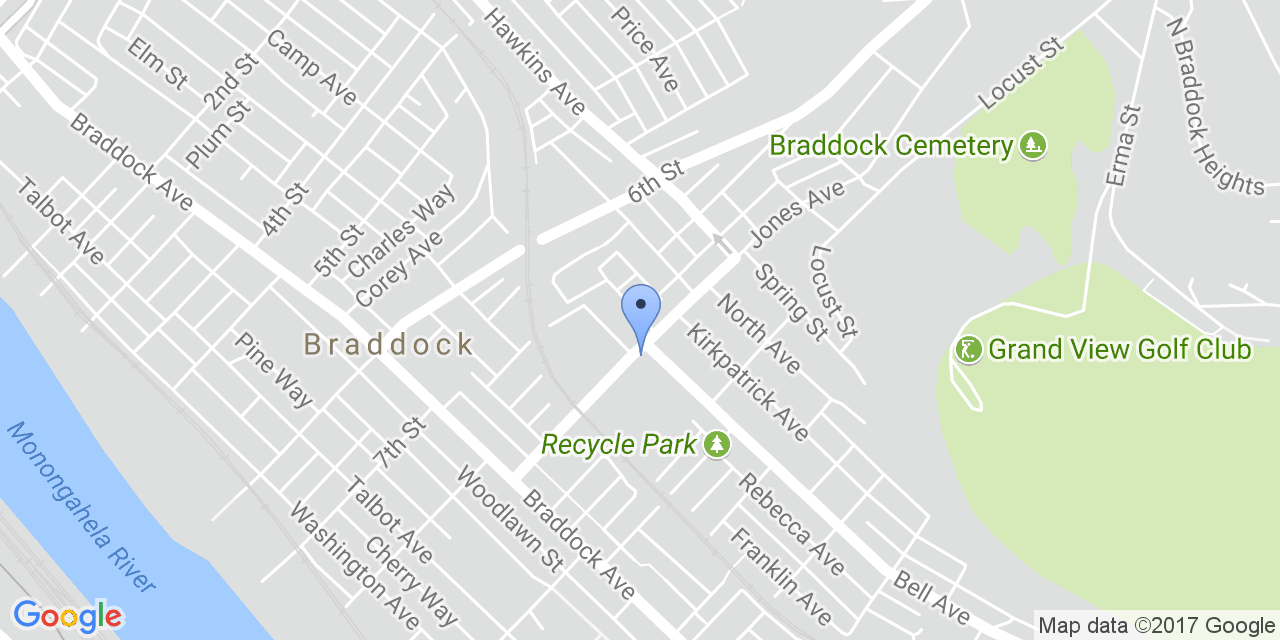 Price Ave
Hawkins Ave
N Braddock Heights
Camp Ave
Elm St
2nd St
Locust St
Plum St
Braddock Ave
Braddock Cemetery
Erma St
6th St
Talbot Ave
4th St
Charles Way
Jones Ave
5th St
Corey Ave
Locust St
Spring St
North Ave
Braddock
Kirkpatrick Ave
Grand View Golf Club
Pine Way
7th St
Recycle Park
Monongahela River
Woodlawn St
Talbot Ave
Braddock Ave
Rebecca Ave
Washington Ave
Cherry Way
Franklin Ave
Bell Ave
Google
Map data ©2017 Google